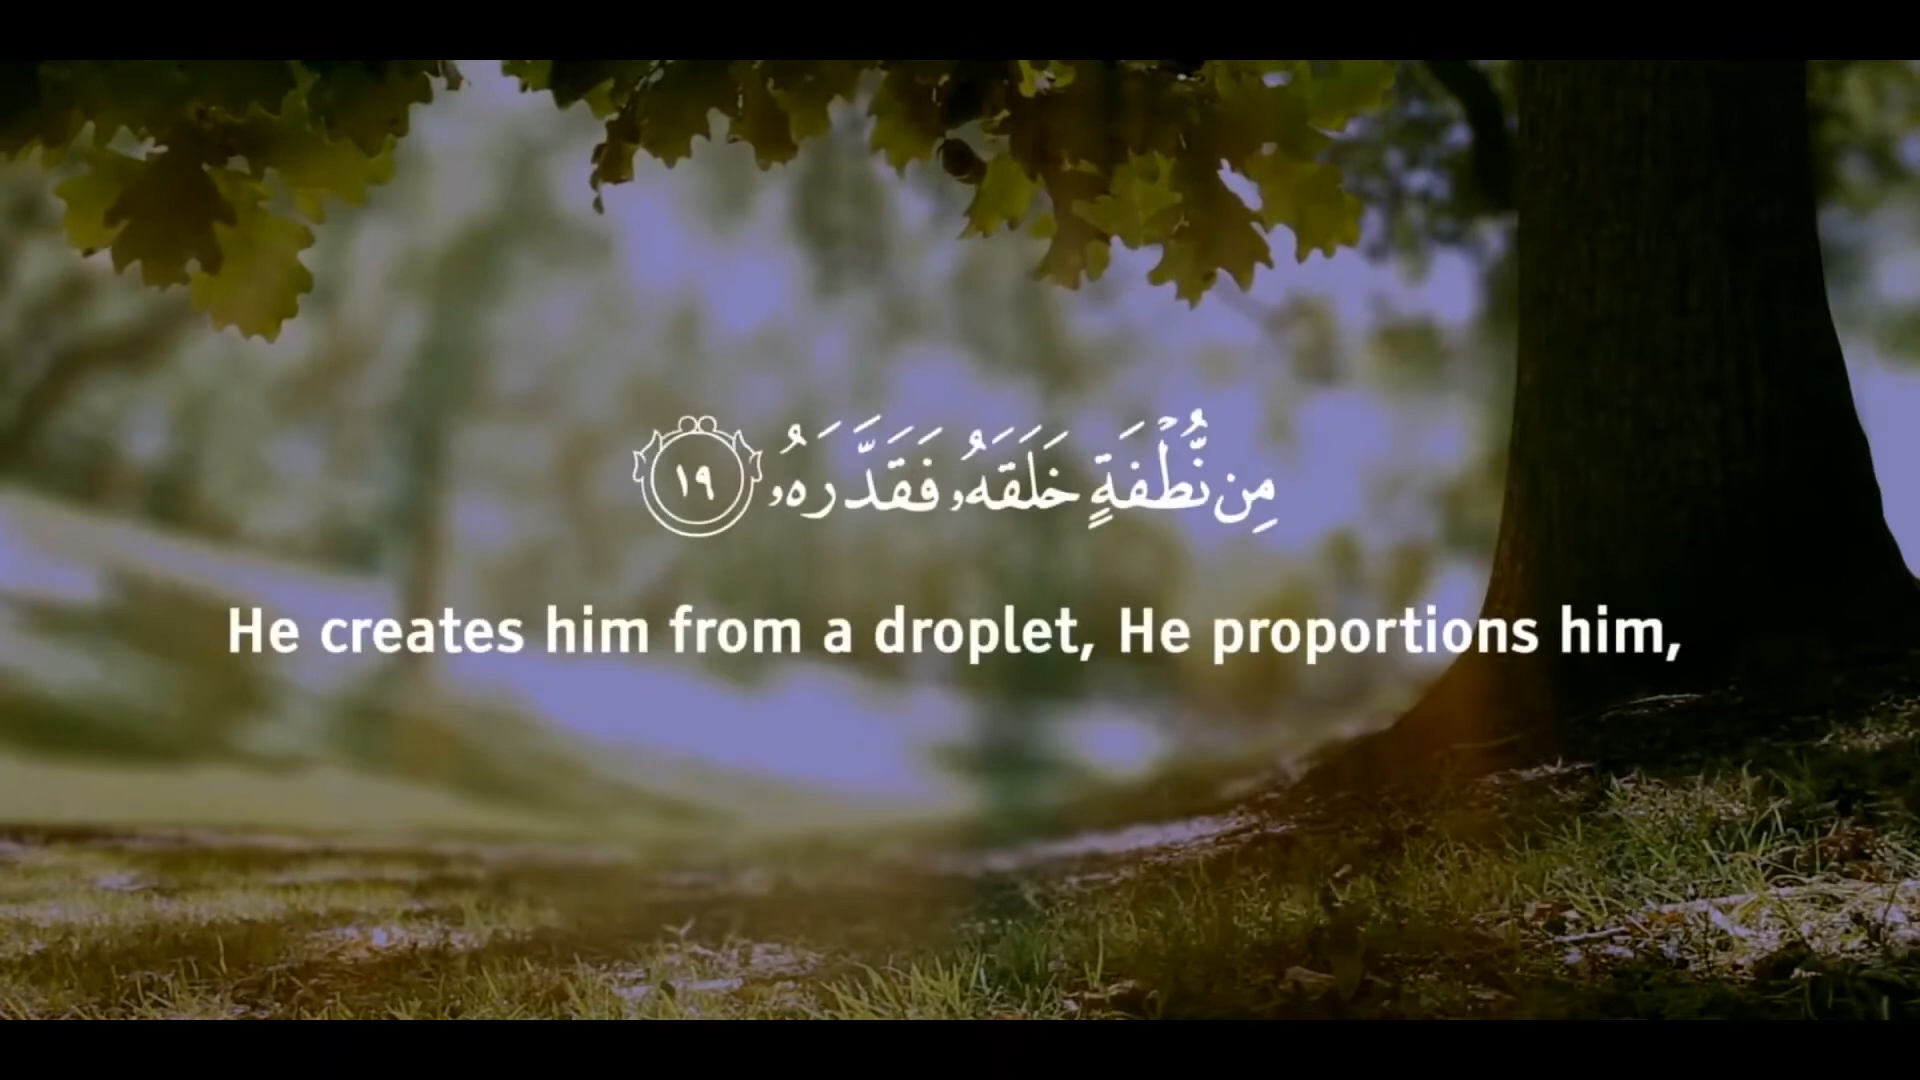 مِن نُّطْفَةٍ خَلَقَهُۥ فَقَدَّرَهُۥ ١٩
He creates him from a droplet, He proportions him,